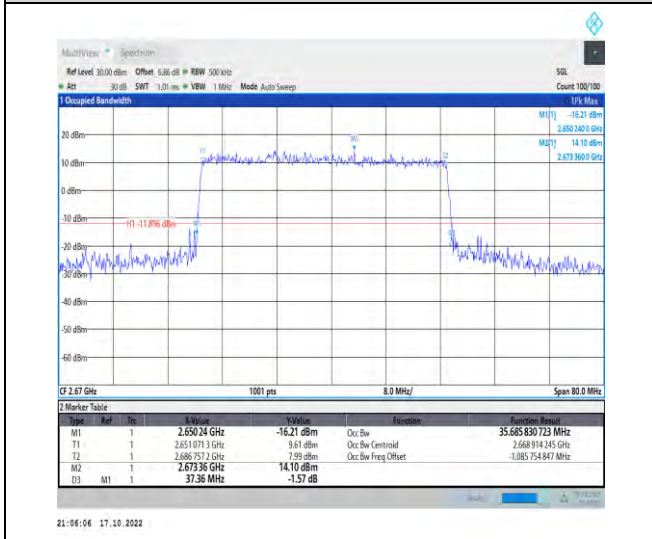 MultiView Spectrum
Ref Level 30.00 dBm Offset 6.86 dB RBW 500 kHz SGL
Att 30 dB SWT 1.01 ms VBW 1 MHz Mode Auto Sweep Count 100/100
1 Occupied Bandwidth 1Pk Max
M1[1] -16.21 dBm
2.650 240 0 GHz
M2[1] 14.10 dBm
2.673 360 0 GHz
20 dBm
M2
T1
T2
10 dBm
0 dBm
-10 dBm
H1 -11.896 dBm
M1
-20 dBm
-30 dBm
-40 dBm
-50 dBm
-60 dBm
CF 2.67 GHz 1001 pts 8.0 MHz/ Span 80.0 MHz
2 Marker Table
Type Ref Trc X-Value Y-Value Function Function Result
M1 1 2.650 24 GHz -16.21 dBm Occ Bw 35.685 830 723 MHz
T1 1 2.651 071 3 GHz 9.61 dBm Occ Bw Centroid 2.668 914 245 GHz
T2 1 2.686 757 2 GHz 7.99 dBm Occ Bw Freq Offset -1.085 754 847 MHz
M2 1 2.673 36 GHz 14.10 dBm
D3 M1 1 37.36 MHz -1.57 dB
21:06:06 17.10.2022